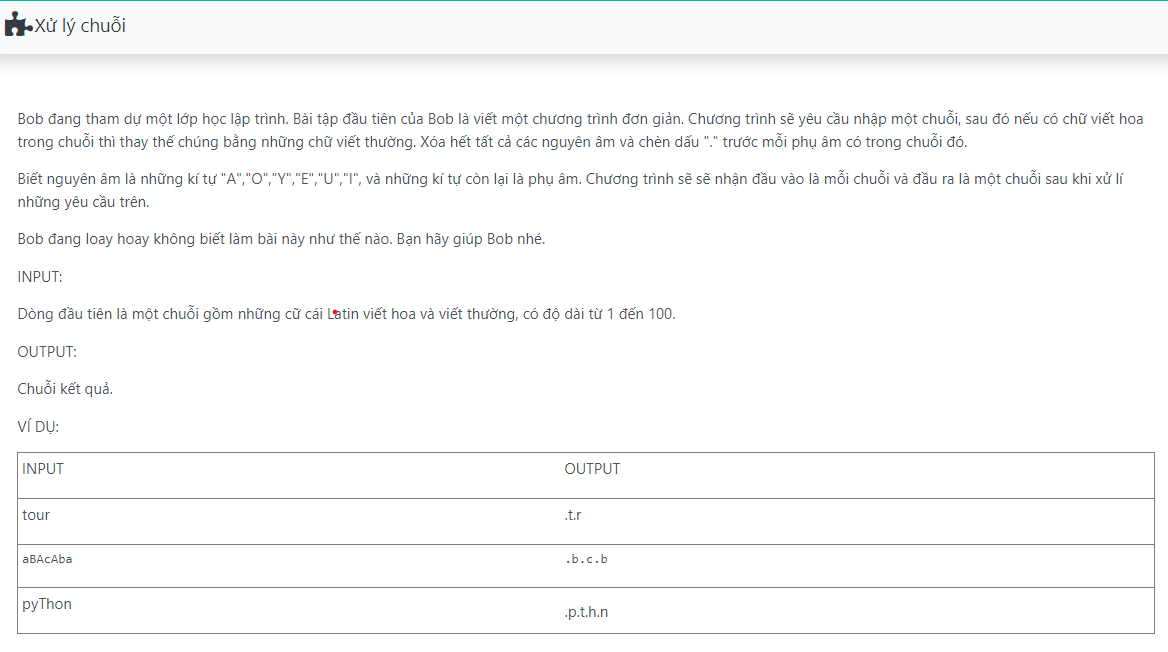 Xử lý chuỗi
Bob đang tham dự một lớp học lập trình. Bài tập đầu tiên của Bob là viết một chương trình đơn giản. Chương trình sẽ yêu cầu nhập một chuỗi, sau đó nếu có chữ viết hoa
trong chuỗi thì thay thế chúng bằng những chữ viết thường. Xóa hết tất cả các nguyên âm và chèn dấu "." trước mỗi phụ âm có trong chuỗi đó.
Biết nguyên âm là những kí tự "A","O","Y","E","U","I", và những kí tự còn lại là phụ âm. Chương trình sẽ sẽ nhận đầu vào là mỗi chuỗi và đầu ra là một chuỗi sau khi xử lí
những yêu cầu trên.
Bob đang loay hoay không biết làm bài này như thế nào. Bạn hãy giúp Bob nhé.
INPUT:
Dòng đầu tiên là một chuỗi gồm những cữ cái Latin viết hoa và viết thường, có độ dài từ 1 đến 100.
OUTPUT:
Chuỗi kết quả.
VÍ DỤ:
INPUT OUTPUT
tour .t.r
aBAcAba .b.c.b
pyThon .p.t.h.n